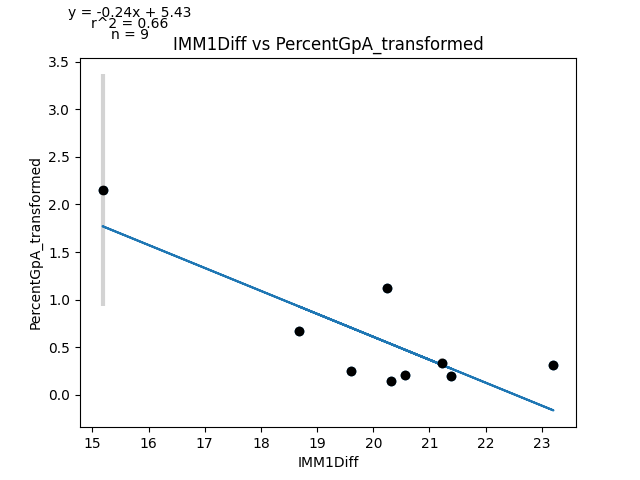 y = -0.24x + 5.43
r^2 = 0.66
n = 9
IMM1Diff vs PercentGpA_transformed
3.5
3.0
2.5
2.0
1.5
1.0
0.5
0.0
PercentGpA_transformed
15 16 17 18 19 20 21 22 23
IMM1Diff